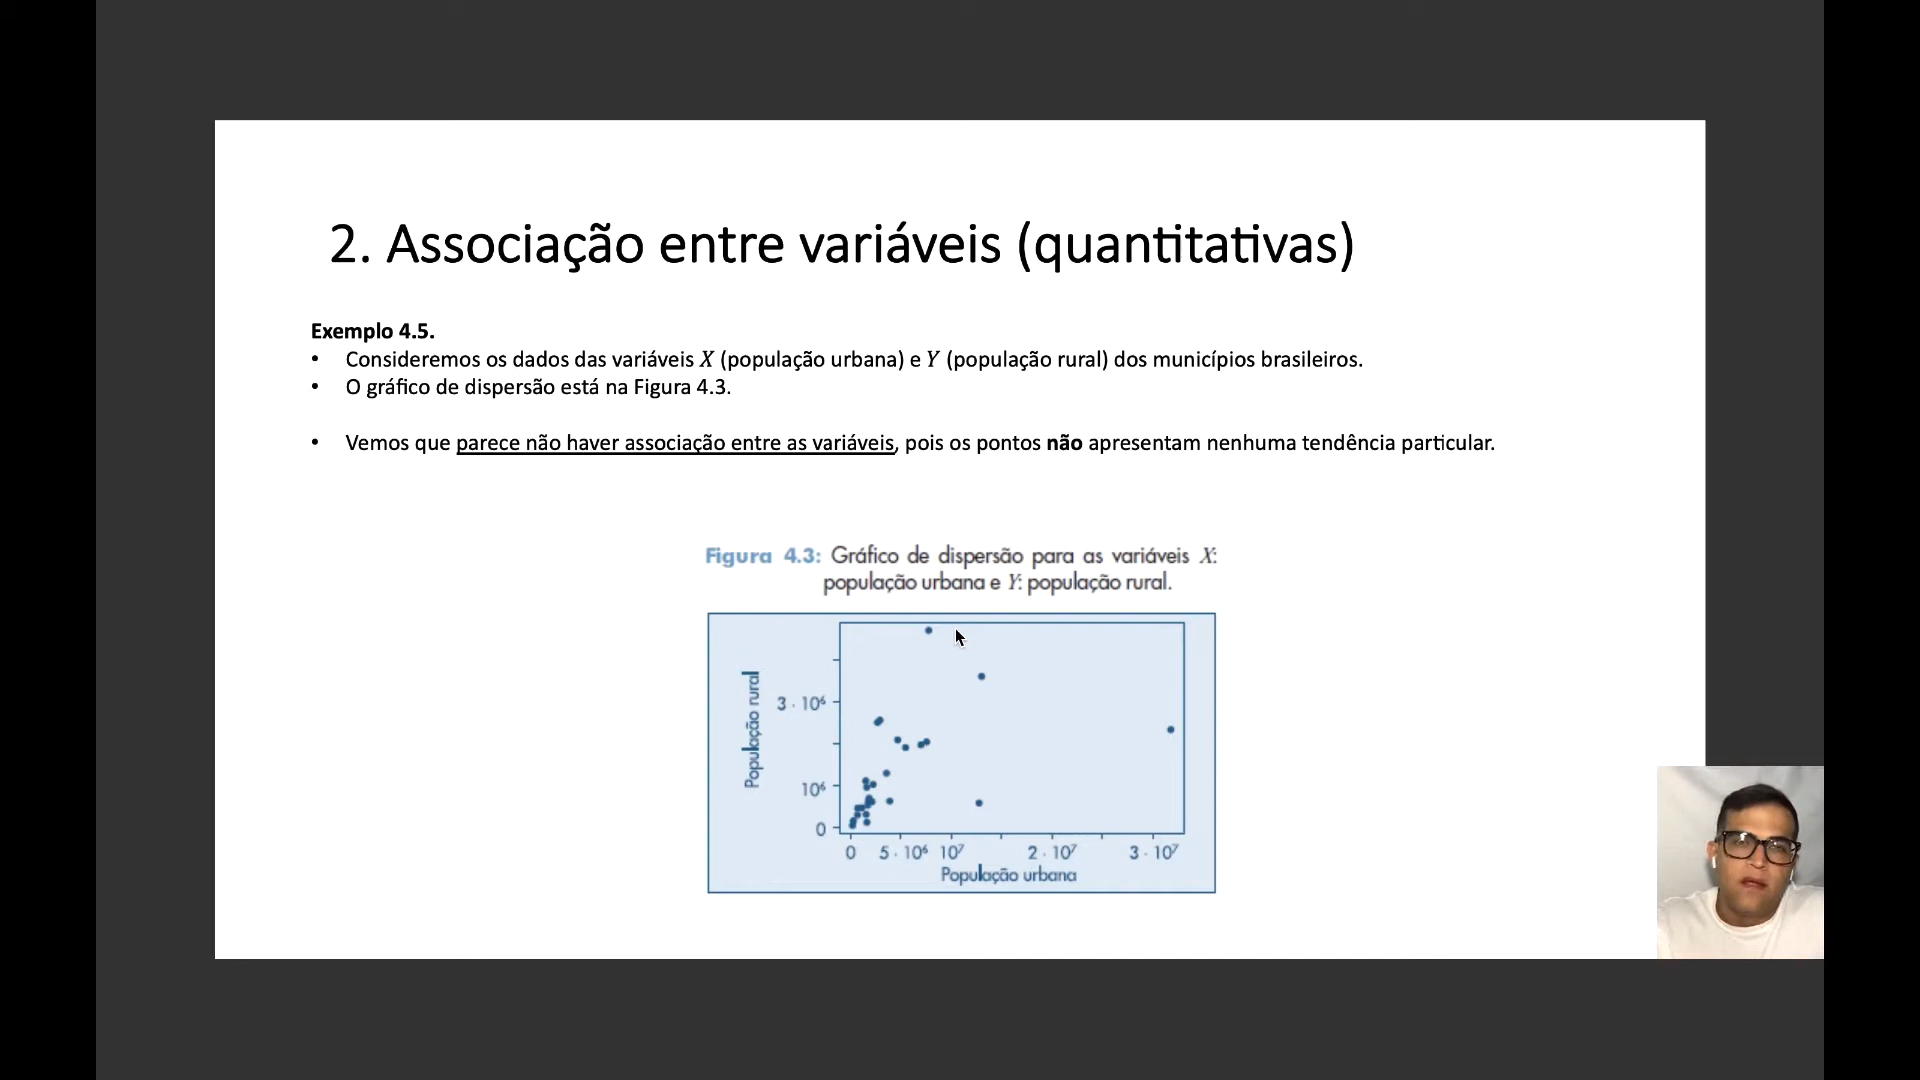 2. Associação entre variáveis (quantitativas)
Exemplo 4.5.
• Consideremos os dados das variáveis X (população urbana) e Y (população rural) dos municípios brasileiros.
• O gráfico de dispersão está na Figura 4.3.
• Vemos que parece não haver associação entre as variáveis, pois os pontos não apresentam nenhuma tendência particular.
Figura 4.3: Gráfico de dispersão para as variáveis X:
população urbana e Y: população rural.
População rural
3 · 10⁶
10⁶
0
0 5 · 10⁶ 10⁷ 2 · 10⁷ 3 · 10⁷
População urbana